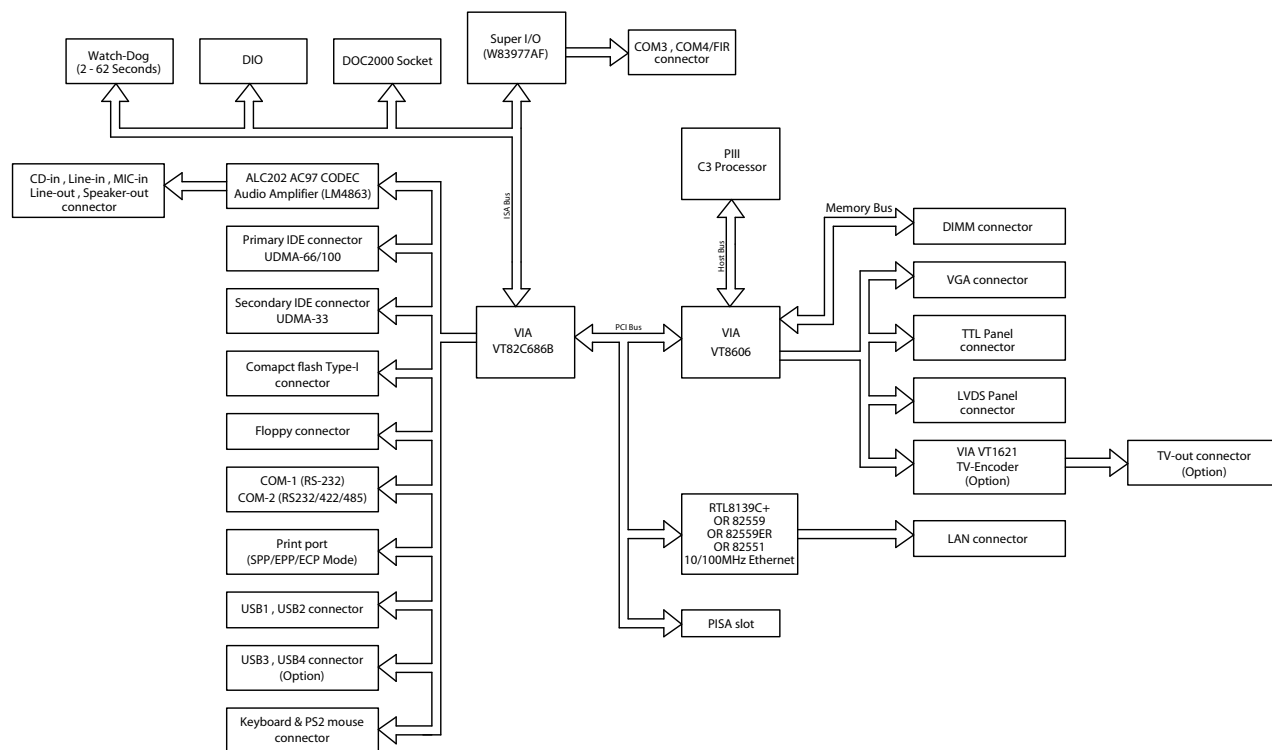 Super I/O
(W83977AF)
COM3 , COM4/FIR
connector
Watch-Dog
(2 - 62 Seconds)
DIO
DOC2000 Socket
PIII
C3 Processor
CD-in , Line-in , MIC-in
Line-out , Speaker-out
connector
ALC202 AC97 CODEC
Audio Amplifier (LM4863)
ISA Bus
Memory Bus
DIMM connector
Primary IDE connector
UDMA-66/100
Host Bus
VGA connector
Secondary IDE connector
UDMA-33
VIA
VT82C686B
PCI Bus
VIA
VT8606
TTL Panel
connector
Comapct flash Type-I
connector
LVDS Panel
connector
Floppy connector
VIA VT1621
TV-Encoder
(Option)
TV-out connector
(Option)
COM-1 (RS-232)
COM-2 (RS232/422/485)
RTL8139C+
OR 82559
OR 82559ER
OR 82551
10/100MHz Ethernet
LAN connector
Print port
(SPP/EPP/ECP Mode)
USB1 , USB2 connector
PISA slot
USB3 , USB4 connector
(Option)
Keyboard & PS2 mouse
connector